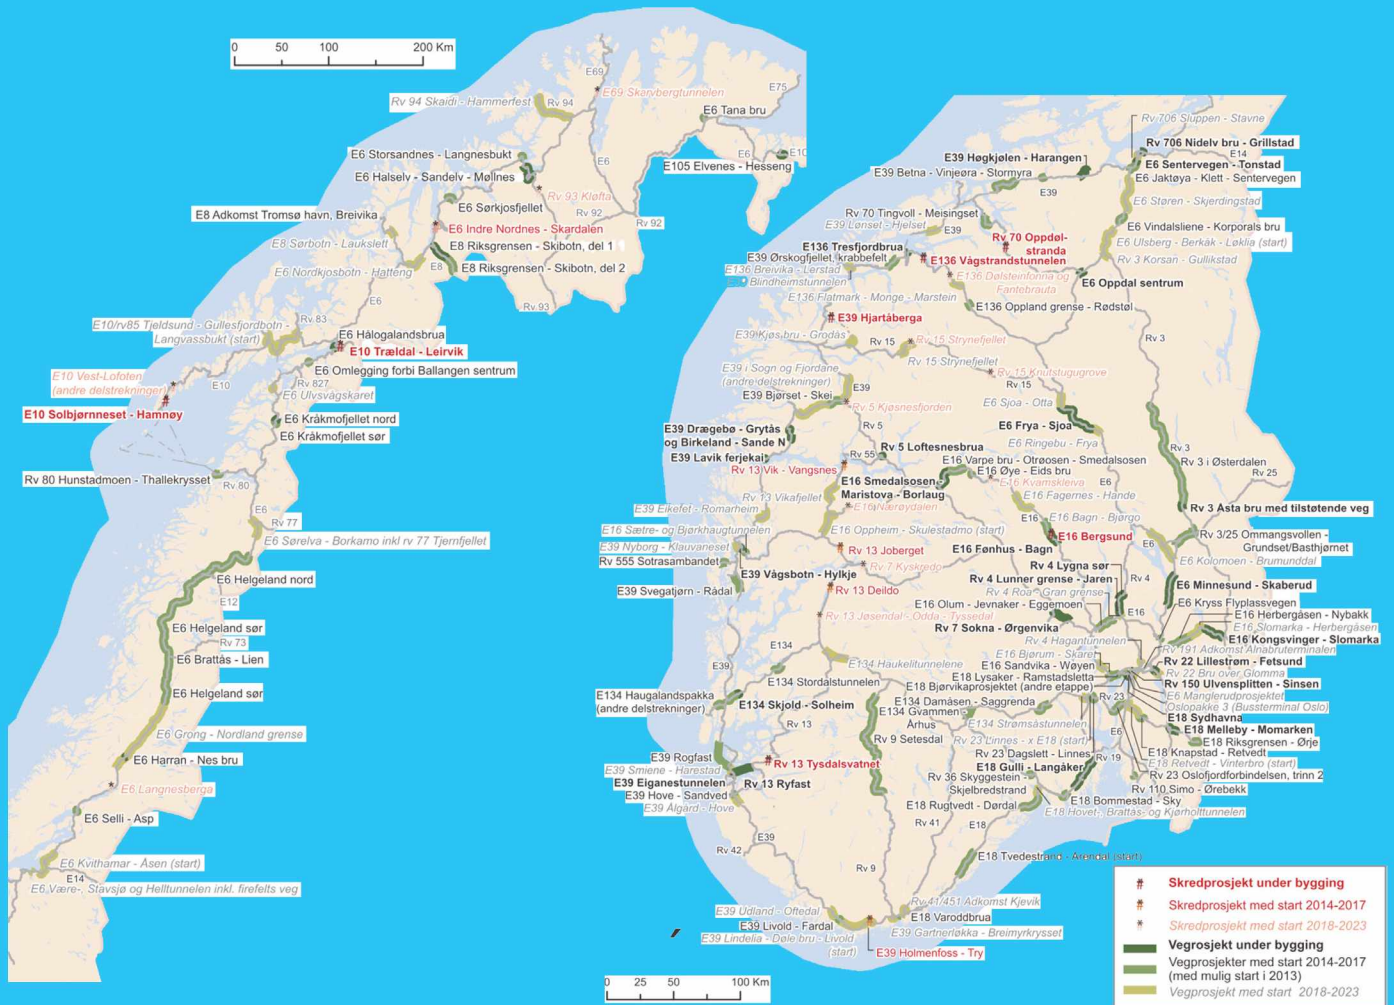 0 50 100 200 Km
E69
E69 Skarvbergtunnelen
E75
Rv 94 Skaidi - Hammerfest
Rv 94
E6 Tana bru
E6 Storsandnes - Langnesbukt
E6
E6
E10
E105 Elvenes - Hesseng
E6 Halselv - Sandelv - Møllnes
Rv 93 Kløfta
E6 Sørkjosfjellet
Rv 92
Rv 92
E8 Adkomst Tromsø havn, Breivika
E6 Indre Nordnes - Skardalen
E8 Sørbotn - Laukslett
E8 Riksgrensen - Skibotn, del 1
E8
E8 Riksgrensen - Skibotn, del 2
E6 Nordkjosbotn - Hatteng
E6
Rv.93
Rv 83
E10/rv85 Tjeldsund - Gullesfjordbotn -
Langvassbukt (start)
E6 Hålogalandsbrua
E10 Trældal - Leirvik
E6 Omlegging forbi Ballangen sentrum
E10 Vest-Lofoten
(andre delstrekninger)
E10
Rv 827
E6 Ulvsvågskaret
E10 Solbjørnneset - Hamnøy
E6 Kråkmofjellet nord
E6 Kråkmofjellet sør
Rv 80 Hunstadmoen - Thallekrysset
Rv 80
E6
Rv 77
E6 Sørelva - Borkamo inkl rv 77 Tjernfjellet
E6 Helgeland nord
E12
E6 Helgeland sør
Rv 73
E6 Brattås - Lien
E6 Helgeland sør
E6 Grong - Nordland grense
E6 Harran - Nes bru
E6 Langnesberga
E6 Selli - Asp
E6 Kvithamar - Åsen (start)
E14
E6 Være-, Stavsjø og Helltunnelen inkl. firefelts veg
Rv 706 Sluppen - Stavne
Rv 706 Nidelv bru - Grillstad
E14
E39 Høgkjølen - Harangen
E6 Sentervegen - Tonstad
E39 Betna - Vinjeøra - Stormyra
E6 Jaktøya - Klett - Sentervegen
E39
E6 Støren - Skjerdingstad
Rv 70 Tingvoll - Meisingset
E39 Lønset - Hjelset
E39
E6 Vindalsliene - Korporals bru
E6 Ulsberg - Berkåk - Løklia (start)
Rv 70 Oppdøl-
stranda
E136 Tresfjordbrua
E39 Ørskogfjellet, krabbefelt
E136 Vågstrandstunnelen
Rv 3 Korsan - Gullikstad
E136 Breivika - Lerstad
Blindheimstunnelen
E136 Dølsteinfonna og
Fantebrauta
E6 Oppdal sentrum
E136 Flatmark - Monge - Marstein
E136 Oppland grense - Rødstøl
E39 Hjartåberga
E39 Kjøs bru - Grodås
Rv 15
Rv 15 Strynefjellet
Rv 15 Strynefjellet
Rv 3
E39 i Sogn og Fjordane
(andre delstrekninger)
Rv 15 Knutstugugrove
Rv 15
E39
E39 Bjørset - Skei
Rv 5 Kjøsnesfjorden
E6 Sjoa - Otta
E39 Drægebø - Grytås
og Birkeland - Sande N
Rv 5
E6 Frya - Sjoa
E6 Ringebu - Frya
E39 Lavik ferjekai
Rv 55
Rv 5 Loftesnesbrua
Rv 3
Rv 13 Vik - Vangsnes
E16 Varpe bru - Otrøosen - Smedalsosen
E16 Øye - Eids bru
Rv 3 i Østerdalen
Rv 25
E16 Smedalsosen -
Maristova - Borlaug
E16 Kvamskleiva
E6
Rv 13 Vikafjellet
E16 Fagernes - Hande
E39 Eikefet - Romarheim
E16 Nærøydalen
Rv 3 Åsta bru med tilstøtende veg
E16
E16 Bagn - Bjørgo
E16 Sætre- og Bjørkhaugtunnelen
E16 Oppheim - Skulestadmo (start)
E16 Bergsund
Rv 3/25 Ommangsvollen -
Grundset/Basthjørnet
E39 Nyborg - Klauvaneset
Rv 13 Joberget
E16 Fønhus - Bagn
E6 Kolomoen - Brumunddal
Rv 555 Sotrasambandet
Rv 7 Kyskredo
Rv 4 Lygna sør
E39 Vågsbotn - Hylkje
Rv 4 Lunner grense - Jaren
Rv 4
E6 Minnesund - Skaberud
E39 Svegatjørn - Rådal
Rv 13 Deildo
Rv 4 Roa - Gran grense
E16 Olum - Jevnaker - Eggemoen
E16
E6 Kryss Flyplassvegen
Rv 13 Jøsendal - Odda - Tyssedal
E16 Herbergåsen - Nybakk
Rv 7 Sokna - Ørgenvika
E16 Slomarka - Herbergåsen
Rv 4 Hagantunnelen
E16 Kongsvinger - Slomarka
E16 Bjørum - Skaret
Rv 191 Adkomst Alnabruterminalen
E39
E134 Haukelitunnelene
E16 Sandvika - Wøyen
Rv 22 Lillestrøm - Fetsund
E134
E134 Stordalstunnelen
E18 Lysaker - Ramstadsletta
Rv 22 Bru over Glomma
E18 Bjørvikaprosjektet (andre etappe)
Rv 150 Ulvensplitten - Sinsen
E134 Haugalandspakka
(andre delstrekninger)
E134 Skjold - Solheim
E134 Damåsen - Saggrenda
Rv 23
E6 Manglerudprosjektet
Oslopakke 3 (Bussterminal Oslo)
E134 Gvammen -
Århus
E18 Sydhavna
Rv 13
E134 Strømsåstunnelen
E6
E18 Melleby - Momarken
Rv 9 Setesdal
Rv 23 Linnes - x E18 (start)
E18 Riksgrensen - Ørje
E39 Rogfast
Rv 23 Dagslett - Linnes
E18 Knapstad - Retvedt
Rv 13 Tysdalsvatnet
E18 Gulli - Langåker
Rv 19
E18 Retvedt - Vinterbro (start)
E39 Smiene - Harestad
Rv 36 Skyggestein -
Skjelbredstrand
Rv 23 Oslofjordforbindelsen, trinn 2
E39 Eiganestunnelen
Rv 13 Ryfast
Rv 110 Simo - Ørebekk
E39 Hove - Sandved
E18 Bommestad - Sky
E39 Ålgård - Hove
E18 Rugtvedt - Dørdal
E18 Hovet-, Brattås- og Kjørholttunnelen
Rv 41
E18
E39
Rv 42
E18 Tvedestrand - Arendal (start)
Rv 9
Rv 41/451 Adkomst Kjevik
E39 Udland - Oftedal
E18 Varoddbrua
E39 Livold - Fardal
E39 Gartnerløkka - Breimyrkrysset
E39 Lindelia - Døle bru - Livold
(start)
E39 Holmenfoss - Try
0 25 50 100 Km
Skredprosjekt under bygging
Skredprosjekt med start 2014-2017
Skredprosjekt med start 2018-2023
Vegrosjekt under bygging
Vegprosjekter med start 2014-2017
(med mulig start i 2013)
Vegprosjekt med start 2018-2023